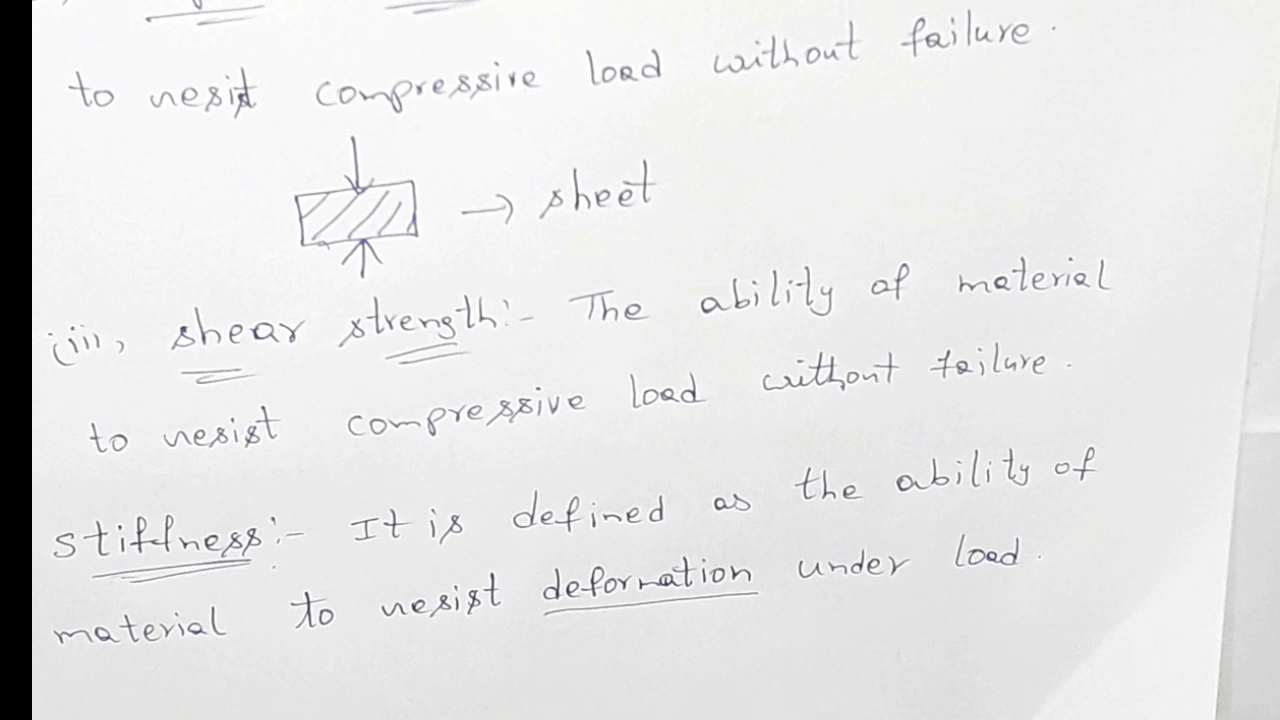 to resist compressive load without failure.
→ sheet
(iii, shear strength:- The ability of material
to resist compressive load without failure.
stiffness:- It is defined as the ability of
material to resist deformation under load.